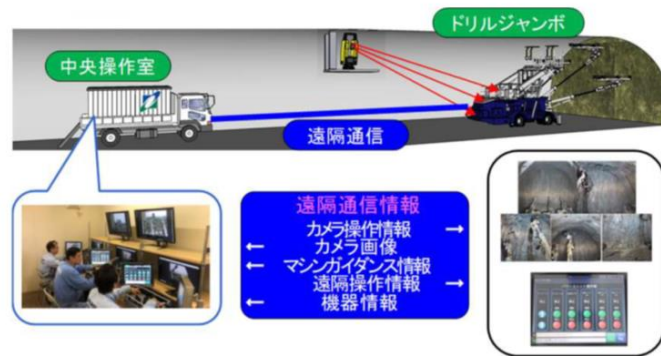 ドリルジャンボ
中央操作室
遠隔通信
遠隔通信情報
カメラ操作情報 →
← カメラ画像
← マシンガイダンス情報
遠隔操作情報 →
← 機器情報